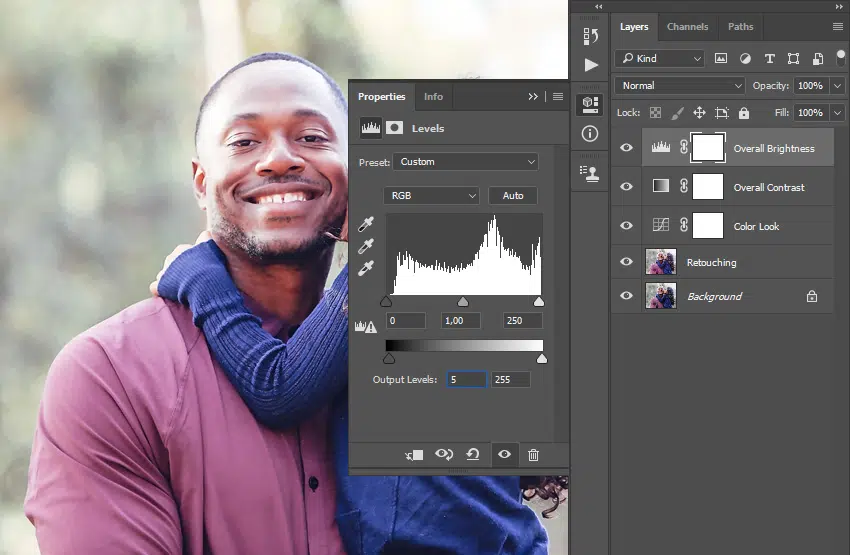 Properties
Info
Levels
Preset: Custom
RGB
Auto
0
1,00
250
Output Levels: 5
255
Layers
Channels
Paths
Kind
Normal
Opacity: 100%
Lock:
Fill: 100%
Overall Brightness
Overall Contrast
Color Look
Retouching
Background